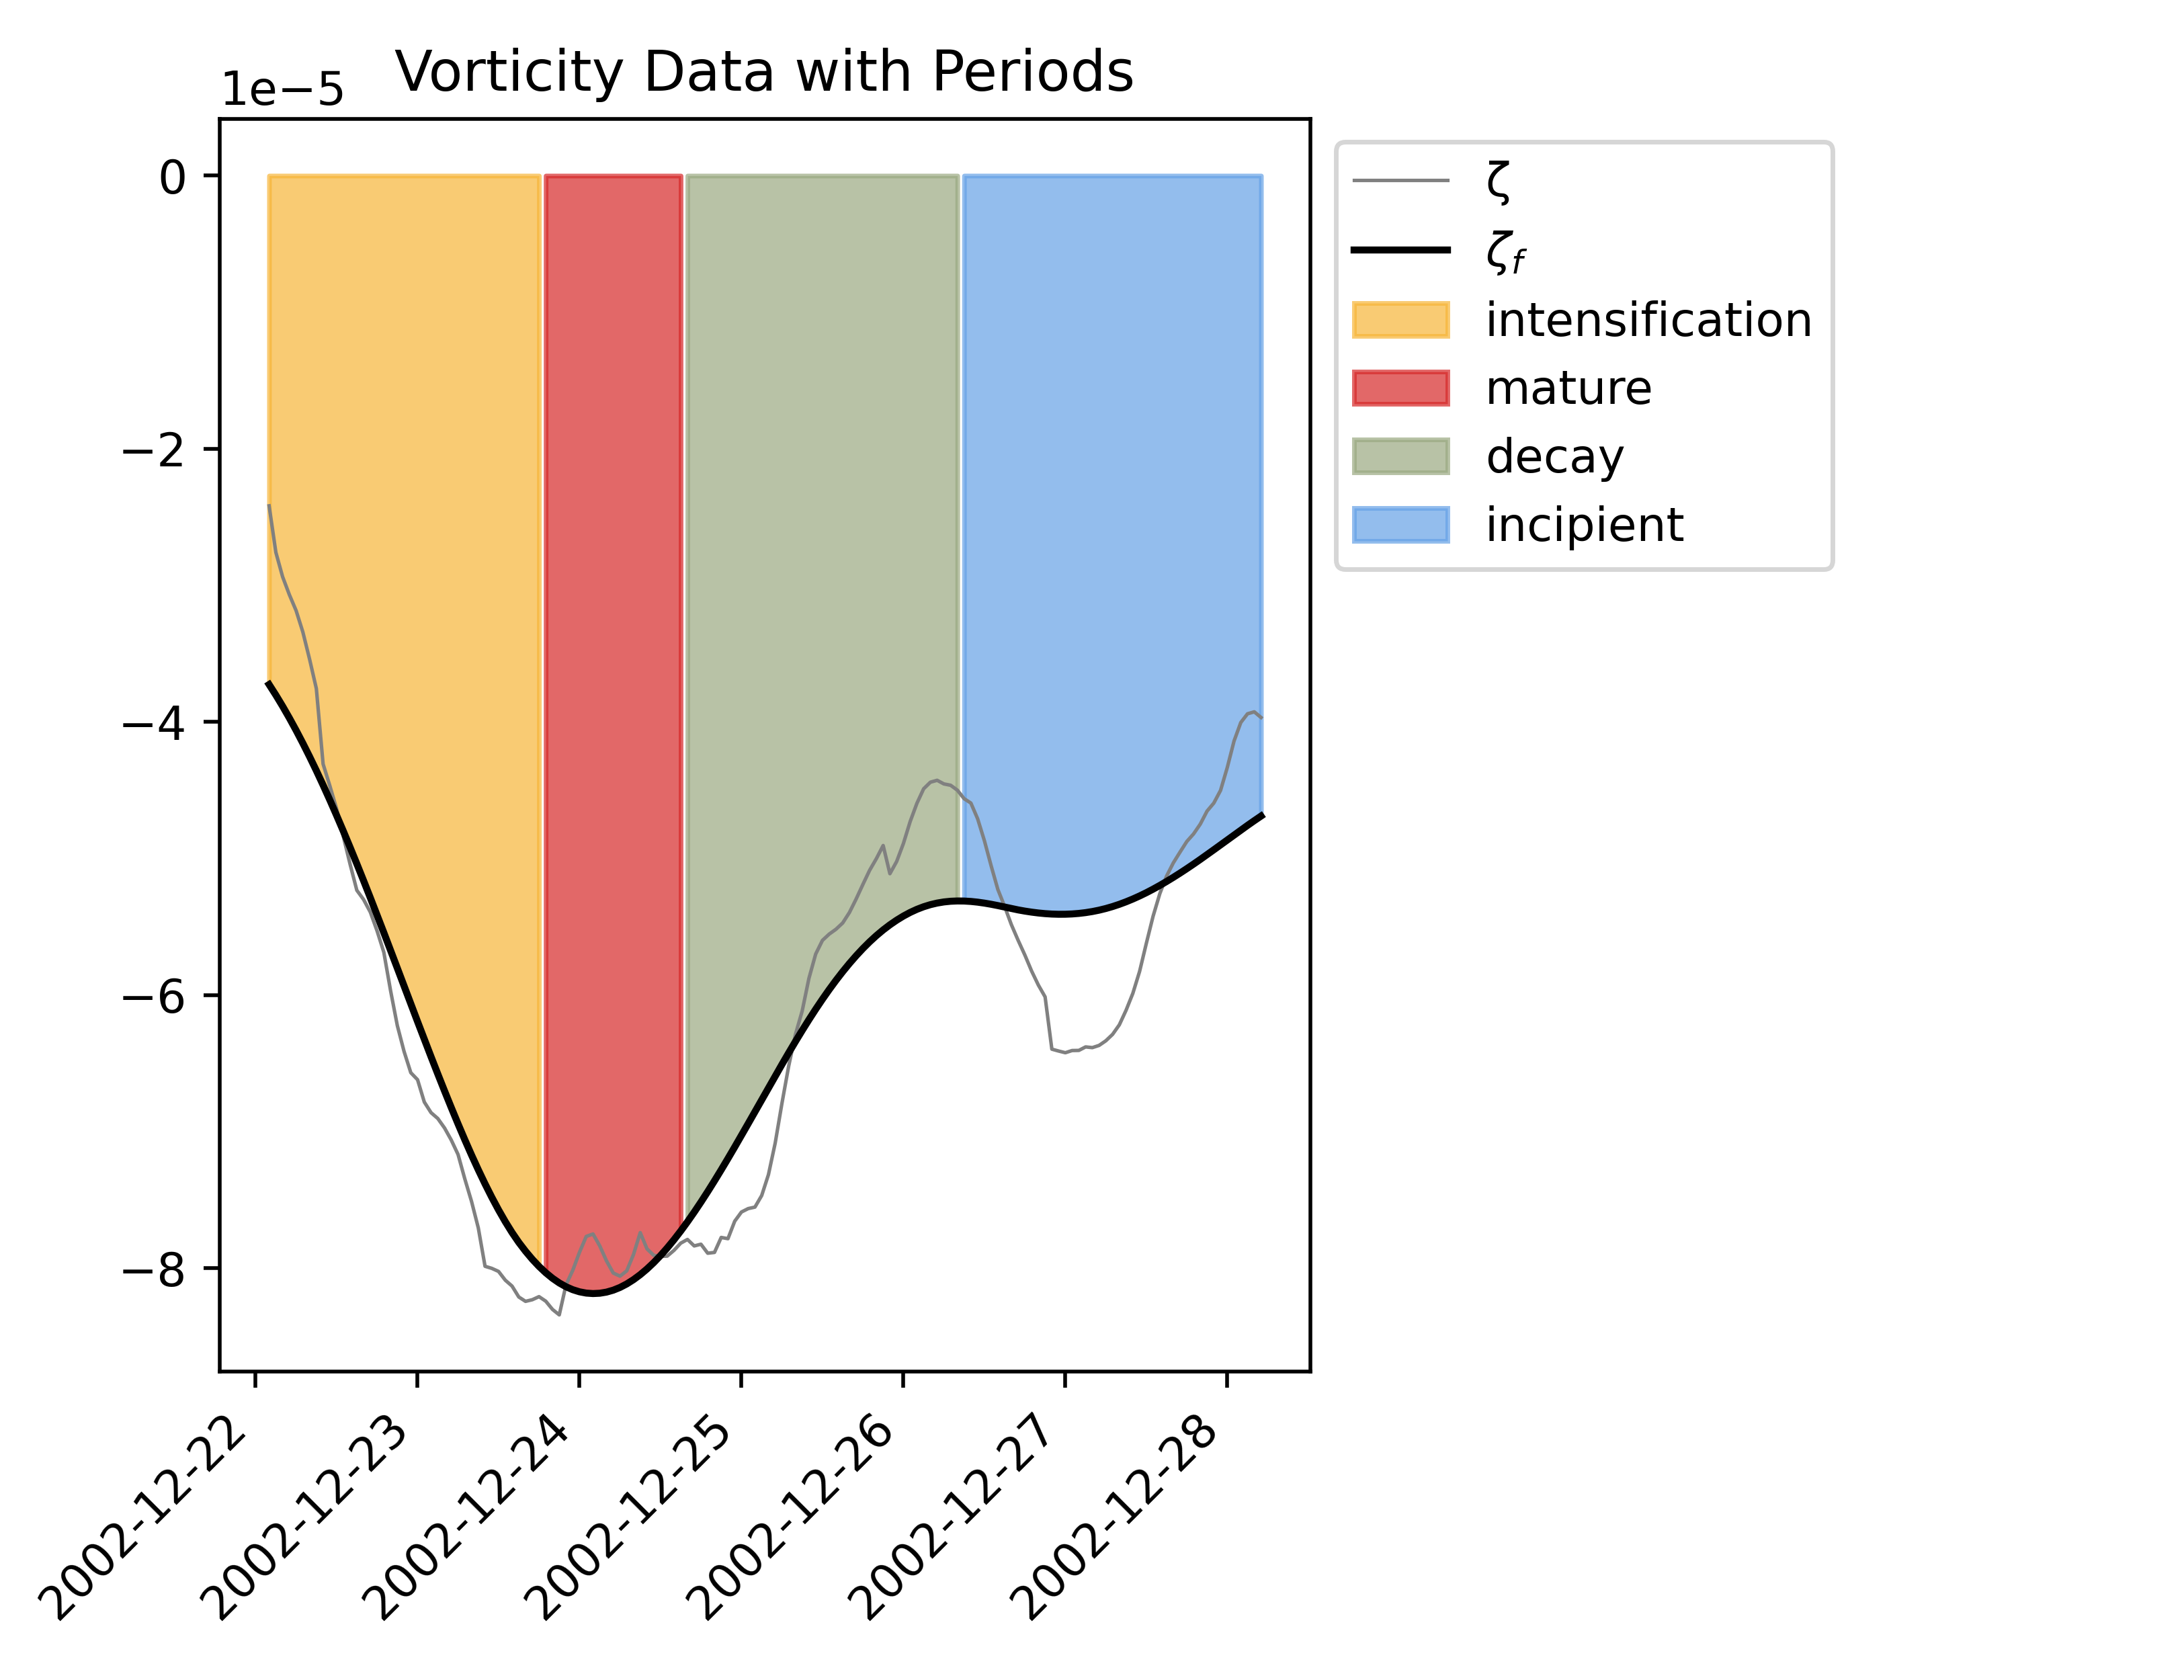 Vorticity Data with Periods
1e−5
0
−2
−4
−6
−8
2002-12-22
2002-12-23
2002-12-24
2002-12-25
2002-12-26
2002-12-27
2002-12-28
ζ
ζf
intensification
mature
decay
incipient